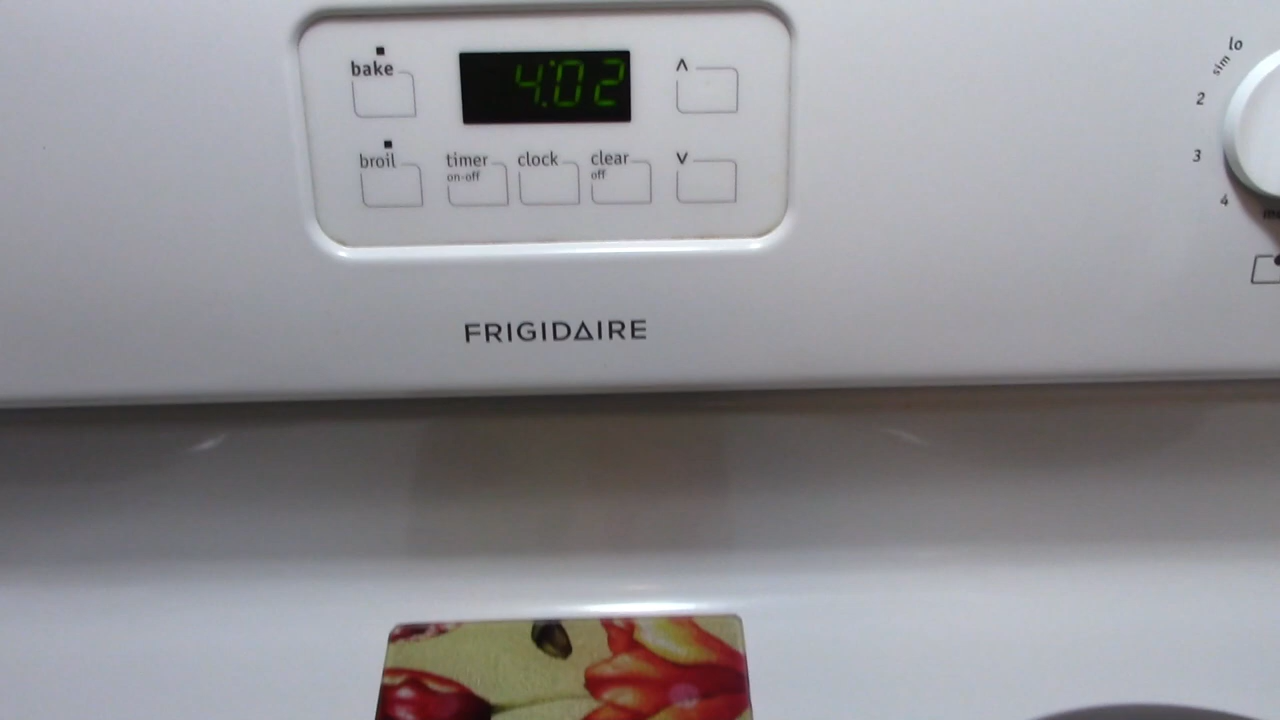 bake
4:02
^
broil
timer
on-off
clock
clear
off
v
FRIGIDAIRE
lo
sim
2
3
4